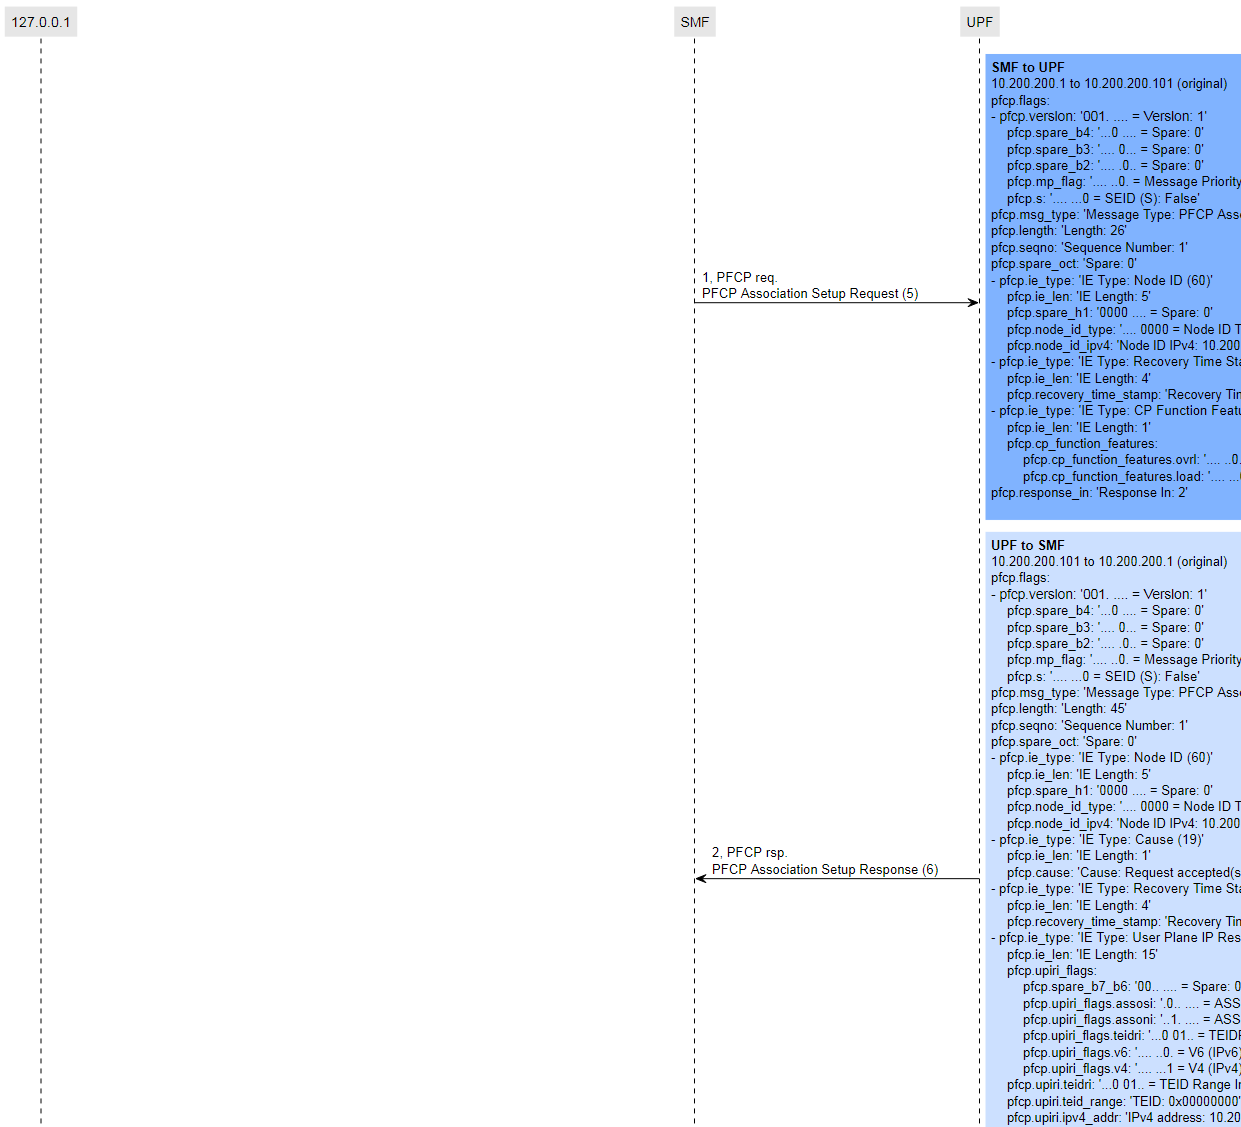 127.0.0.1
SMF
UPF
SMF to UPF
10.200.200.1 to 10.200.200.101 (original)
pfcp.flags:
- pfcp.version: '001. .... = Version: 1'
pfcp.spare_b4: '...0 .... = Spare: 0'
pfcp.spare_b3: '.... 0... = Spare: 0'
pfcp.spare_b2: '.... .0.. = Spare: 0'
pfcp.mp_flag: '.... ..0. = Message Priority
pfcp.s: '.... ...0 = SEID (S): False'
pfcp.msg_type: 'Message Type: PFCP Ass
pfcp.length: 'Length: 26'
pfcp.seqno: 'Sequence Number: 1'
pfcp.spare_oct: 'Spare: 0'
- pfcp.ie_type: 'IE Type: Node ID (60)'
pfcp.ie_len: 'IE Length: 5'
pfcp.spare_h1: '0000 .... = Spare: 0'
pfcp.node_id_type: '.... 0000 = Node ID T
pfcp.node_id_ipv4: 'Node ID IPv4: 10.200
- pfcp.ie_type: 'IE Type: Recovery Time Sta
pfcp.ie_len: 'IE Length: 4'
pfcp.recovery_time_stamp: 'Recovery Tim
- pfcp.ie_type: 'IE Type: CP Function Featu
pfcp.ie_len: 'IE Length: 1'
pfcp.cp_function_features:
pfcp.cp_function_features.ovrl: '.... ..0.
pfcp.cp_function_features.load: '.... ...0
pfcp.response_in: 'Response In: 2'
1, PFCP req.
PFCP Association Setup Request (5)
UPF to SMF
10.200.200.101 to 10.200.200.1 (original)
pfcp.flags:
- pfcp.version: '001. .... = Version: 1'
pfcp.spare_b4: '...0 .... = Spare: 0'
pfcp.spare_b3: '.... 0... = Spare: 0'
pfcp.spare_b2: '.... .0.. = Spare: 0'
pfcp.mp_flag: '.... ..0. = Message Priority
pfcp.s: '.... ...0 = SEID (S): False'
pfcp.msg_type: 'Message Type: PFCP Ass
pfcp.length: 'Length: 45'
pfcp.seqno: 'Sequence Number: 1'
pfcp.spare_oct: 'Spare: 0'
- pfcp.ie_type: 'IE Type: Node ID (60)'
pfcp.ie_len: 'IE Length: 5'
pfcp.spare_h1: '0000 .... = Spare: 0'
pfcp.node_id_type: '.... 0000 = Node ID T
pfcp.node_id_ipv4: 'Node ID IPv4: 10.200
- pfcp.ie_type: 'IE Type: Cause (19)'
pfcp.ie_len: 'IE Length: 1'
pfcp.cause: 'Cause: Request accepted(s
- pfcp.ie_type: 'IE Type: Recovery Time Sta
pfcp.ie_len: 'IE Length: 4'
pfcp.recovery_time_stamp: 'Recovery Tim
- pfcp.ie_type: 'IE Type: User Plane IP Res
pfcp.ie_len: 'IE Length: 15'
pfcp.upiri_flags:
pfcp.spare_b7_b6: '00.. .... = Spare: 0
pfcp.upiri_flags.assosi: '.0.. .... = ASS
pfcp.upiri_flags.assoni: '..1. .... = ASS
pfcp.upiri_flags.teidri: '...0 01.. = TEID
pfcp.upiri_flags.v6: '.... ..0. = V6 (IPv6)
pfcp.upiri_flags.v4: '.... ...1 = V4 (IPv4)
pfcp.upiri.teidri: '...0 01.. = TEID Range I
pfcp.upiri.teid_range: 'TEID: 0x00000000'
pfcp.upiri.ipv4_addr: 'IPv4 address: 10.20
2, PFCP rsp.
PFCP Association Setup Response (6)